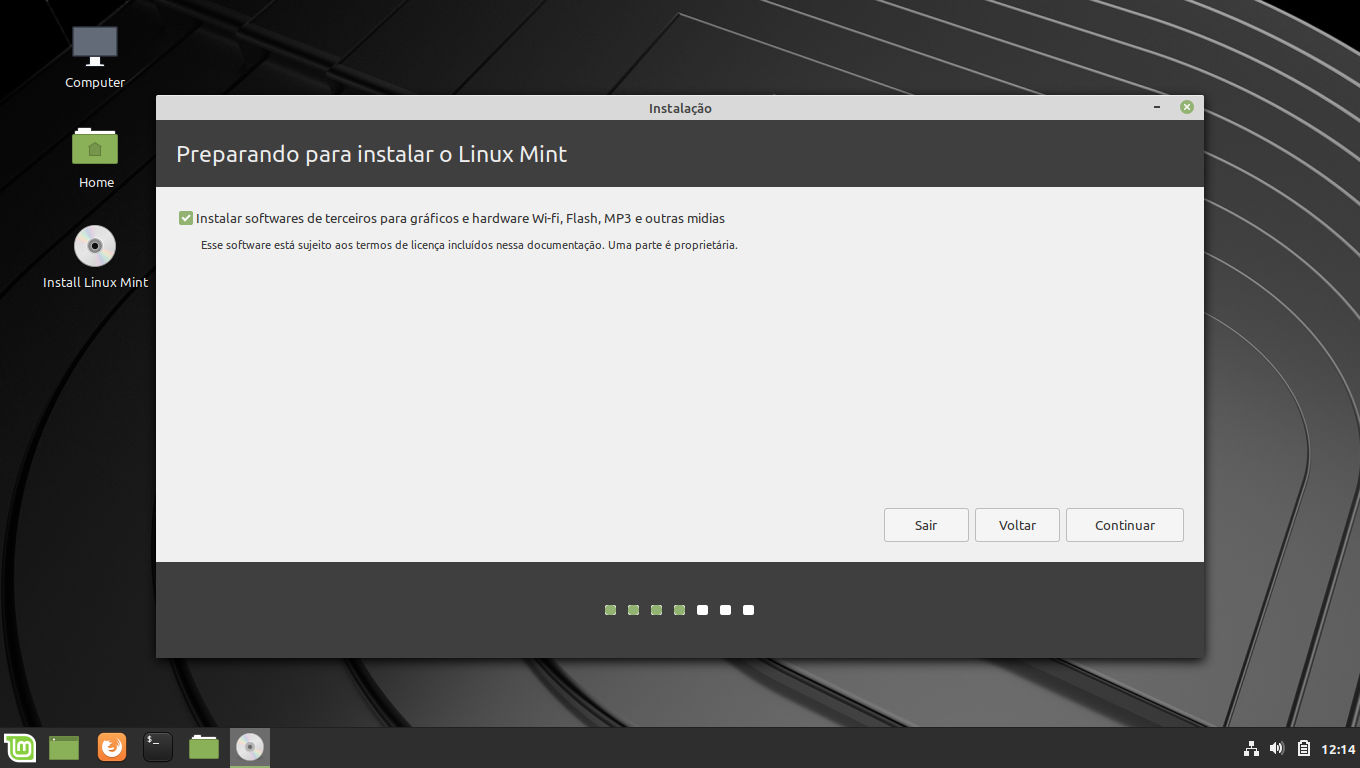 Computer
Home
Install Linux Mint
Instalação
Preparando para instalar o Linux Mint
Instalar softwares de terceiros para gráficos e hardware Wi-fi, Flash, MP3 e outras midias
Esse software está sujeito aos termos de licença incluídos nessa documentação. Uma parte é proprietária.
Sair
Voltar
Continuar
$_
12:14